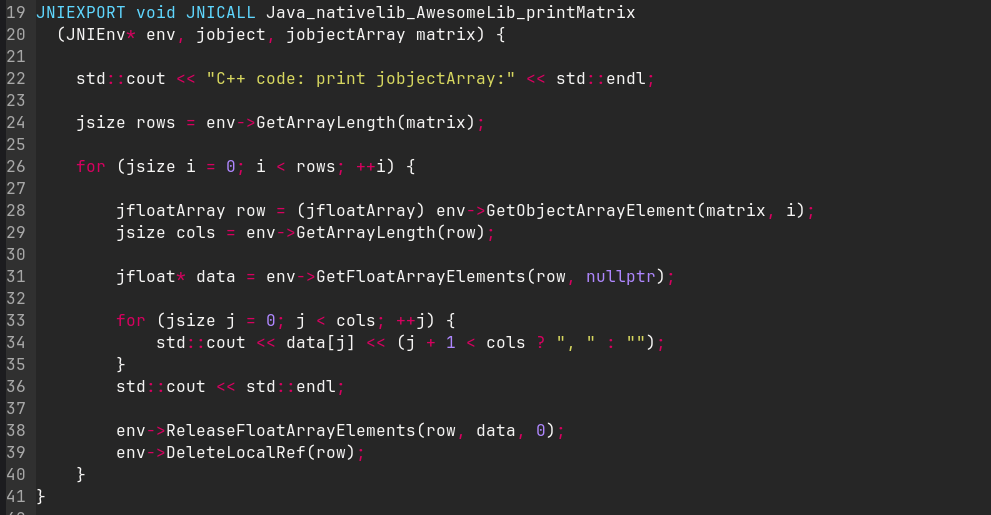 19 JNIEXPORT void JNICALL Java_nativelib_AwesomeLib_printMatrix
20   (JNIEnv* env, jobject, jobjectArray matrix) {
21
22     std::cout << "C++ code: print jobjectArray:" << std::endl;
23
24     jsize rows = env->GetArrayLength(matrix);
25
26     for (jsize i = 0; i < rows; ++i) {
27
28         jfloatArray row = (jfloatArray) env->GetObjectArrayElement(matrix, i);
29         jsize cols = env->GetArrayLength(row);
30
31         jfloat* data = env->GetFloatArrayElements(row, nullptr);
32
33         for (jsize j = 0; j < cols; ++j) {
34             std::cout << data[j] << (j + 1 < cols ? ", " : "");
35         }
36         std::cout << std::endl;
37
38         env->ReleaseFloatArrayElements(row, data, 0);
39         env->DeleteLocalRef(row);
40     }
41 }